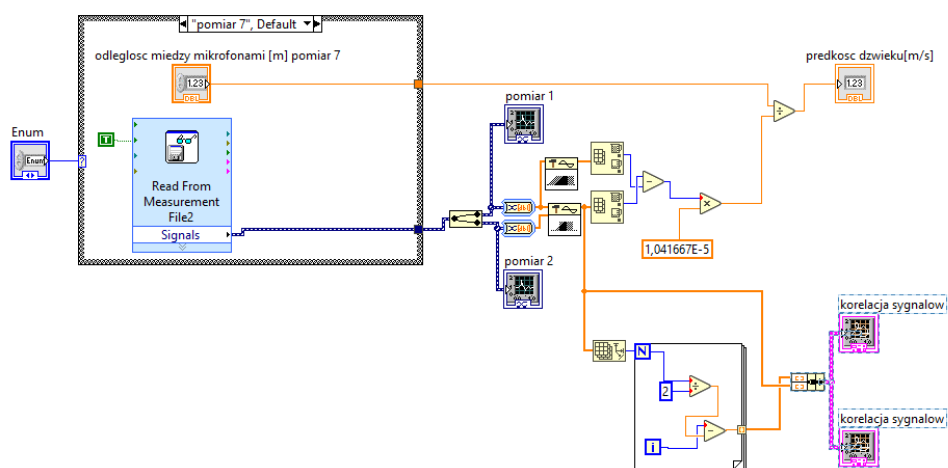 "pomiar 7", Default
odleglosc miedzy mikrofonami [m] pomiar 7
1.23
DBL
predkosc dzwieku[m/s]
1.23
DBL
Enum
Enum
?
T
Read From
Measurement
File2
Signals
pomiar 1
pomiar 2
1,041667E-5
korelacja sygnalow
N
2
i
korelacja sygnalow